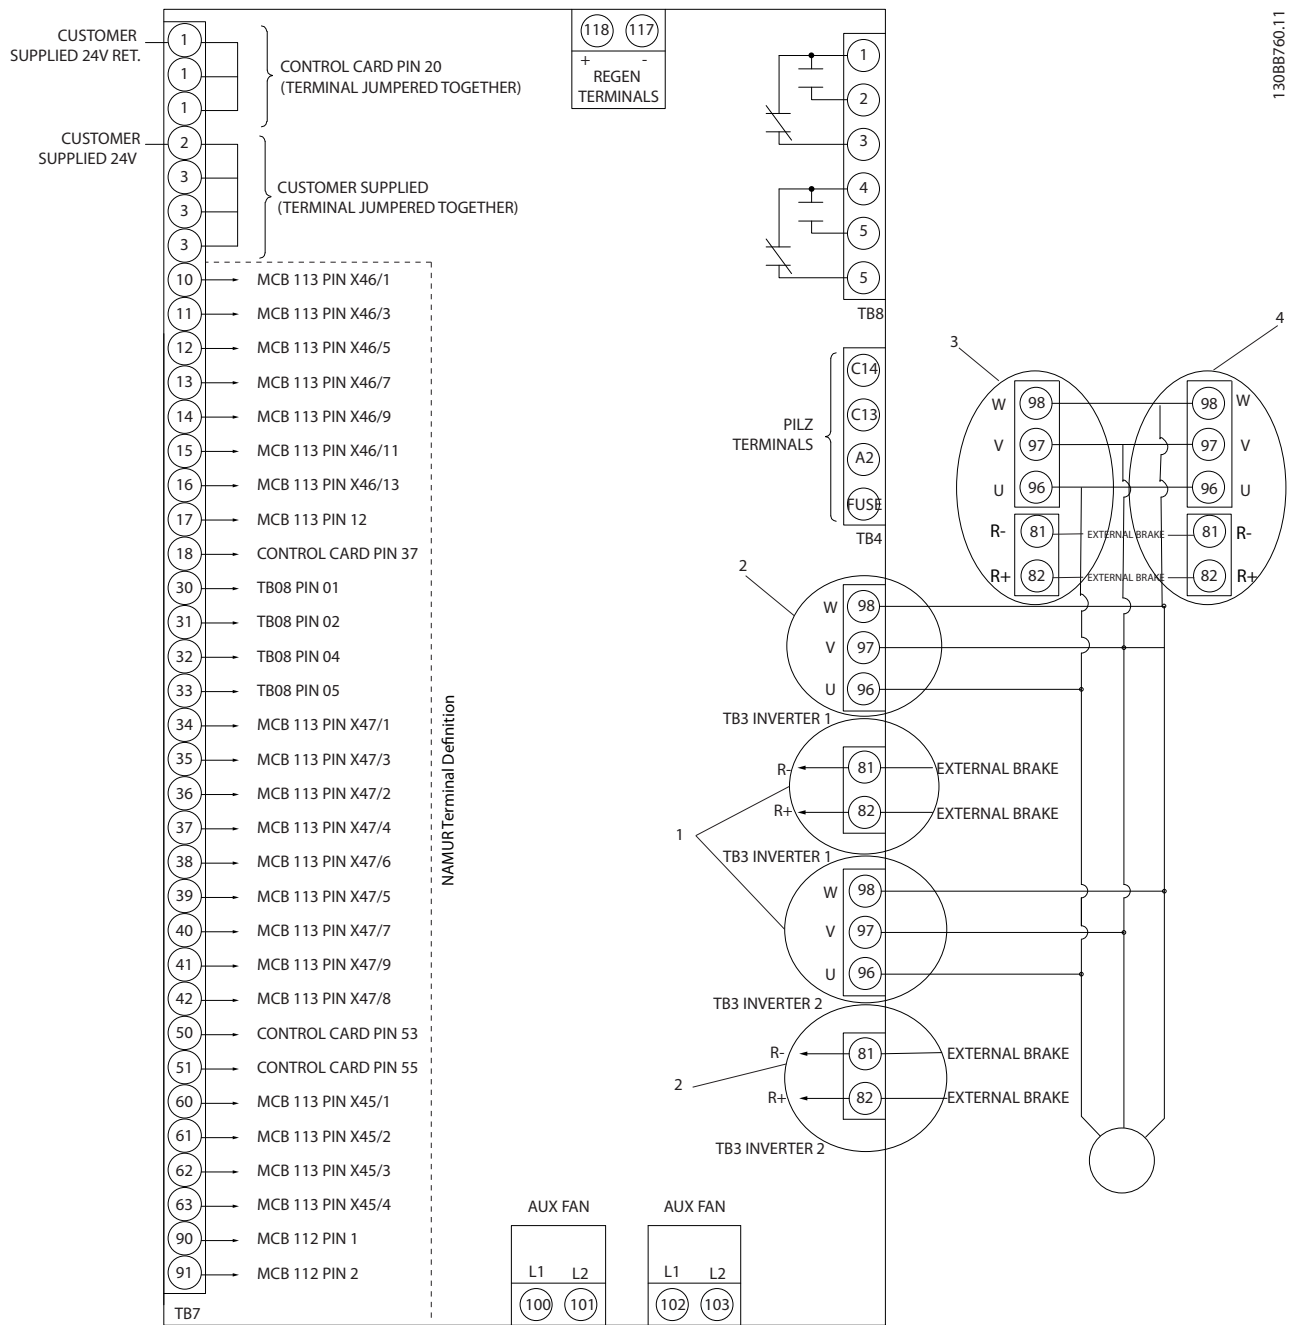 130BB760.11
CUSTOMER
SUPPLIED 24V RET.
1
1
1
CONTROL CARD PIN 20
(TERMINAL JUMPERED TOGETHER)
CUSTOMER
SUPPLIED 24V
2
3
3
3
CUSTOMER SUPPLIED
(TERMINAL JUMPERED TOGETHER)
10 MCB 113 PIN X46/1
11 MCB 113 PIN X46/3
12 MCB 113 PIN X46/5
13 MCB 113 PIN X46/7
14 MCB 113 PIN X46/9
15 MCB 113 PIN X46/11
16 MCB 113 PIN X46/13
17 MCB 113 PIN 12
18 CONTROL CARD PIN 37
30 TB08 PIN 01
31 TB08 PIN 02
32 TB08 PIN 04
33 TB08 PIN 05
34 MCB 113 PIN X47/1
35 MCB 113 PIN X47/3
36 MCB 113 PIN X47/2
37 MCB 113 PIN X47/4
38 MCB 113 PIN X47/6
39 MCB 113 PIN X47/5
40 MCB 113 PIN X47/7
41 MCB 113 PIN X47/9
42 MCB 113 PIN X47/8
50 CONTROL CARD PIN 53
51 CONTROL CARD PIN 55
60 MCB 113 PIN X45/1
61 MCB 113 PIN X45/2
62 MCB 113 PIN X45/3
63 MCB 113 PIN X45/4
90 MCB 112 PIN 1
91 MCB 112 PIN 2
TB7
NAMUR Terminal Definition
118 117
+ -
REGEN
TERMINALS
1
2
3
4
5
5
TB8
PILZ
TERMINALS
C14
C13
A2
FUSE
TB4
2
W 98
V 97
U 96
TB3 INVERTER 1
1
R- 81 EXTERNAL BRAKE
R+ 82 EXTERNAL BRAKE
TB3 INVERTER 1
W 98
V 97
U 96
TB3 INVERTER 2
2
R- 81 EXTERNAL BRAKE
R+ 82 EXTERNAL BRAKE
TB3 INVERTER 2
3 4
W 98 98 W
V 97 97 V
U 96 96 U
R- 81 EXTERNAL BRAKE 81 R-
R+ 82 EXTERNAL BRAKE 82 R+
AUX FAN
L1 L2
100 101
AUX FAN
L1 L2
102 103